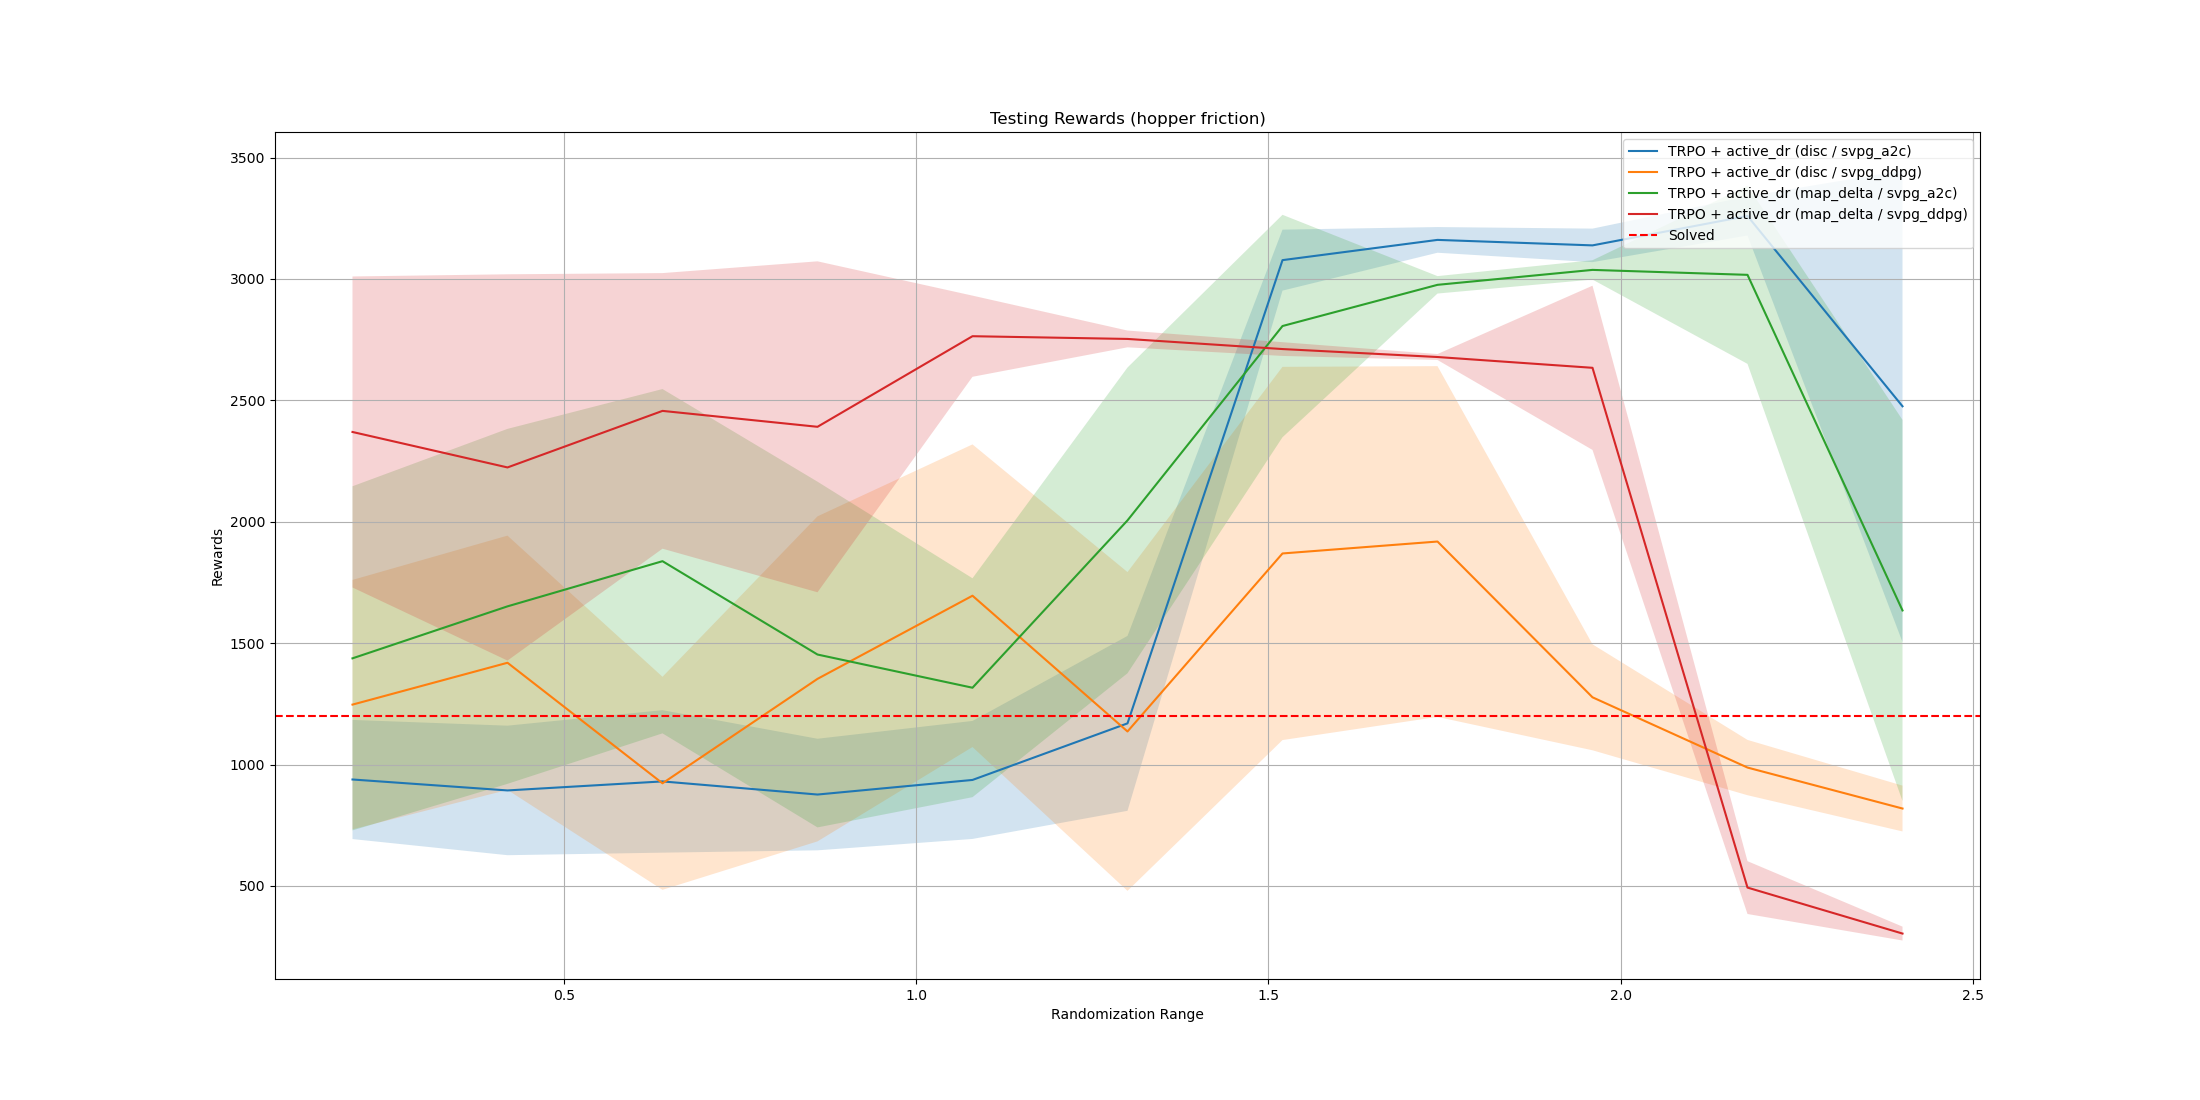 Testing Rewards (hopper friction)
TRPO + active_dr (disc / svpg_a2c)
TRPO + active_dr (disc / svpg_ddpg)
TRPO + active_dr (map_delta / svpg_a2c)
TRPO + active_dr (map_delta / svpg_ddpg)
Solved
Rewards
3500
3000
2500
2000
1500
1000
500
0.5
1.0
1.5
2.0
2.5
Randomization Range